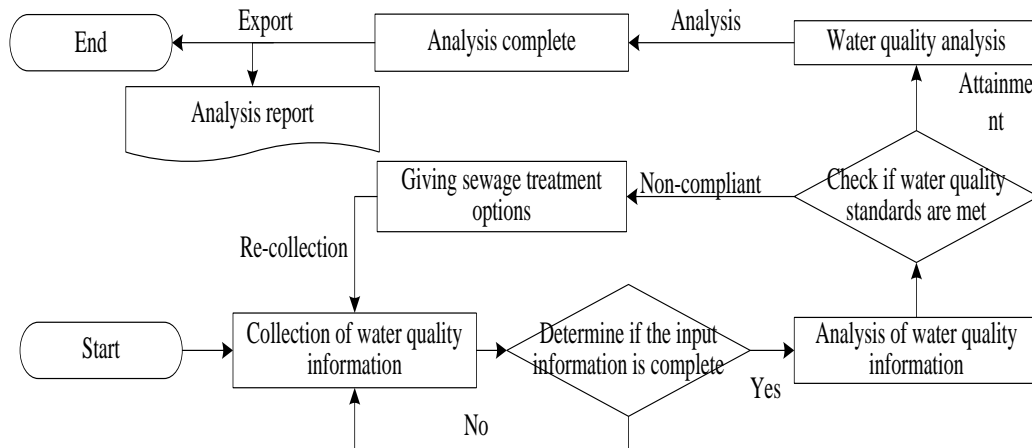 End
Export
Analysis complete
Analysis
Water quality analysis
Analysis report
Attainme
nt
Giving sewage treatment
options
Non-compliant
Check if water quality
standards are met
Re-collection
Start
Collection of water quality
information
Determine if the input
information is complete
Yes
Analysis of water quality
information
No